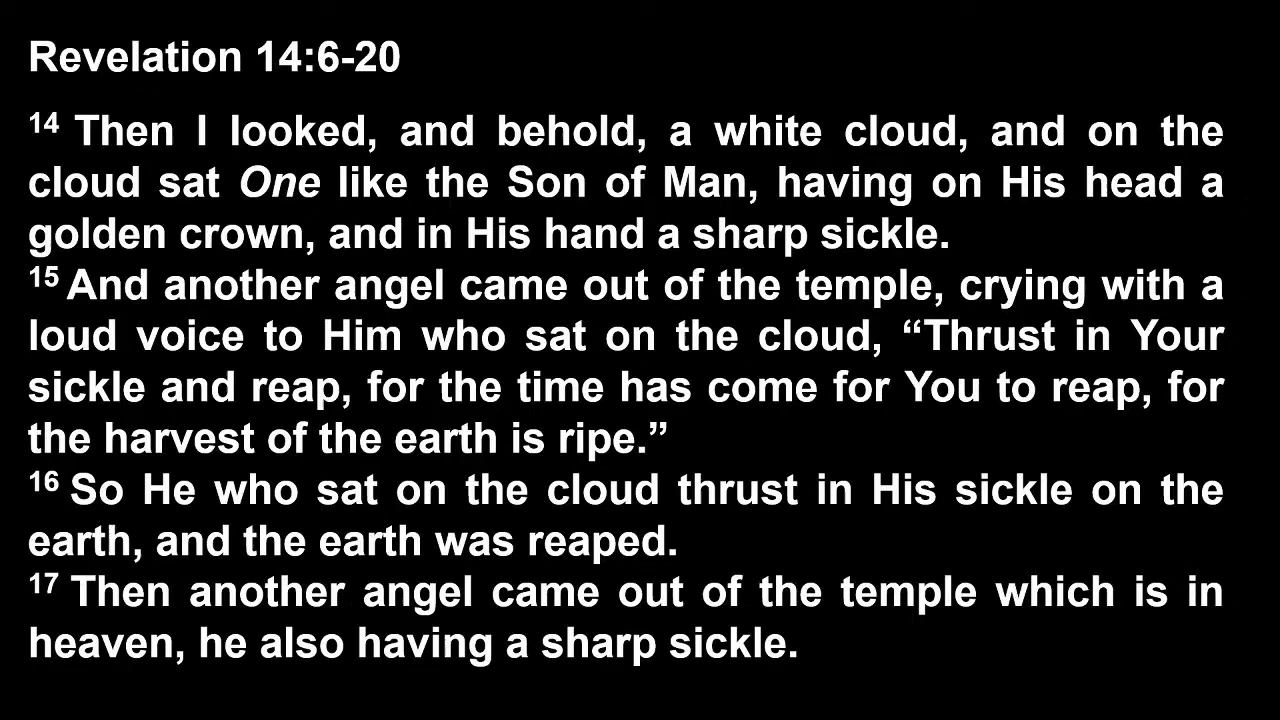 Revelation 14:6-20
14 Then I looked, and behold, a white cloud, and on the
cloud sat One like the Son of Man, having on His head a
golden crown, and in His hand a sharp sickle.
15 And another angel came out of the temple, crying with a
loud voice to Him who sat on the cloud, “Thrust in Your
sickle and reap, for the time has come for You to reap, for
the harvest of the earth is ripe.”
16 So He who sat on the cloud thrust in His sickle on the
earth, and the earth was reaped.
17 Then another angel came out of the temple which is in
heaven, he also having a sharp sickle.